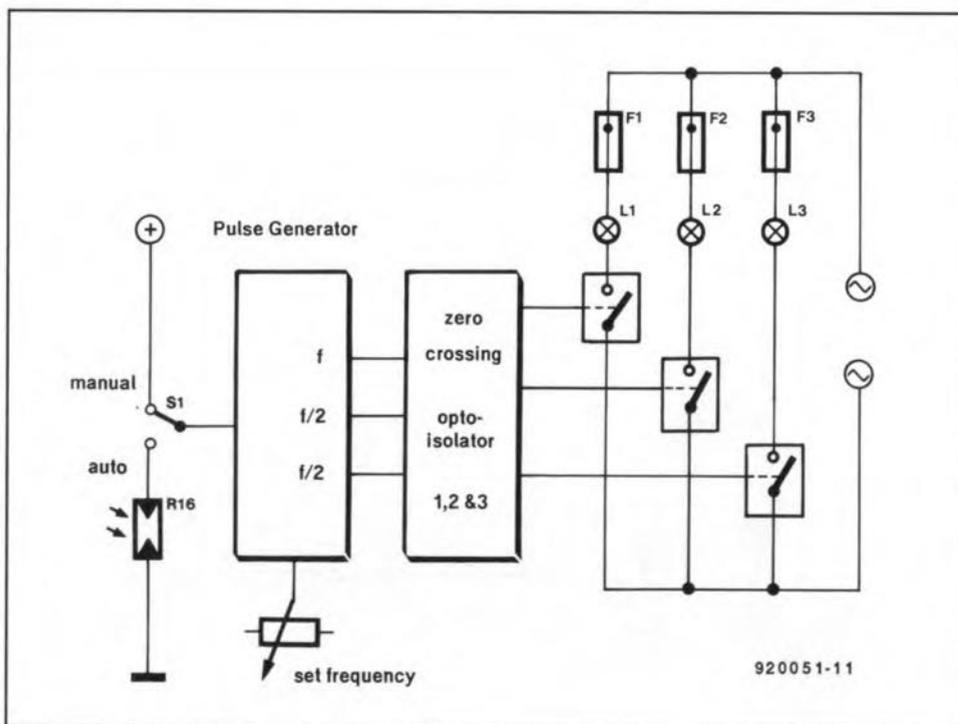 F1
F2
F3
L1
L2
L3
+
Pulse Generator
zero
crossing
f
manual
S1
f/2
opto-
isolator
auto
f/2
R16
1,2 &3
set frequency
920051-11